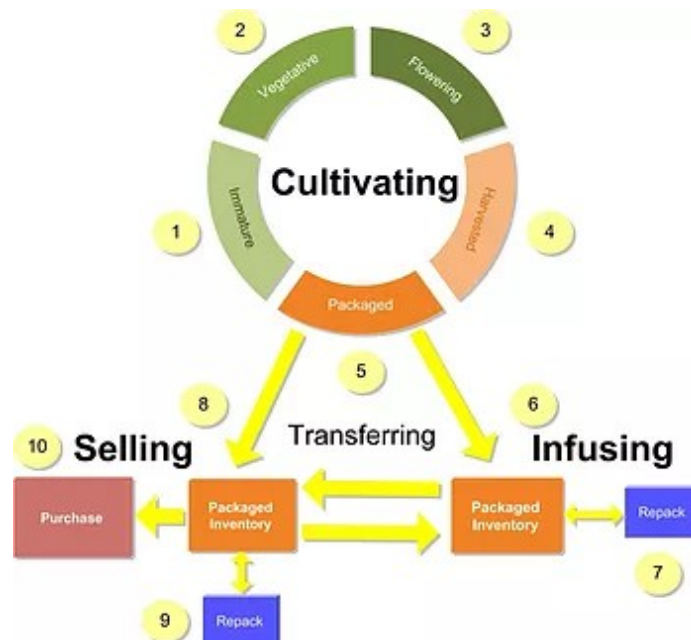 2
3
Vegetative
Flowering
Cultivating
1
Immature
Harvested
4
Packaged
5
8
6
10
Selling
Transferring
Infusing
Purchase
Packaged
Inventory
Packaged
Inventory
Repack
7
9
Repack